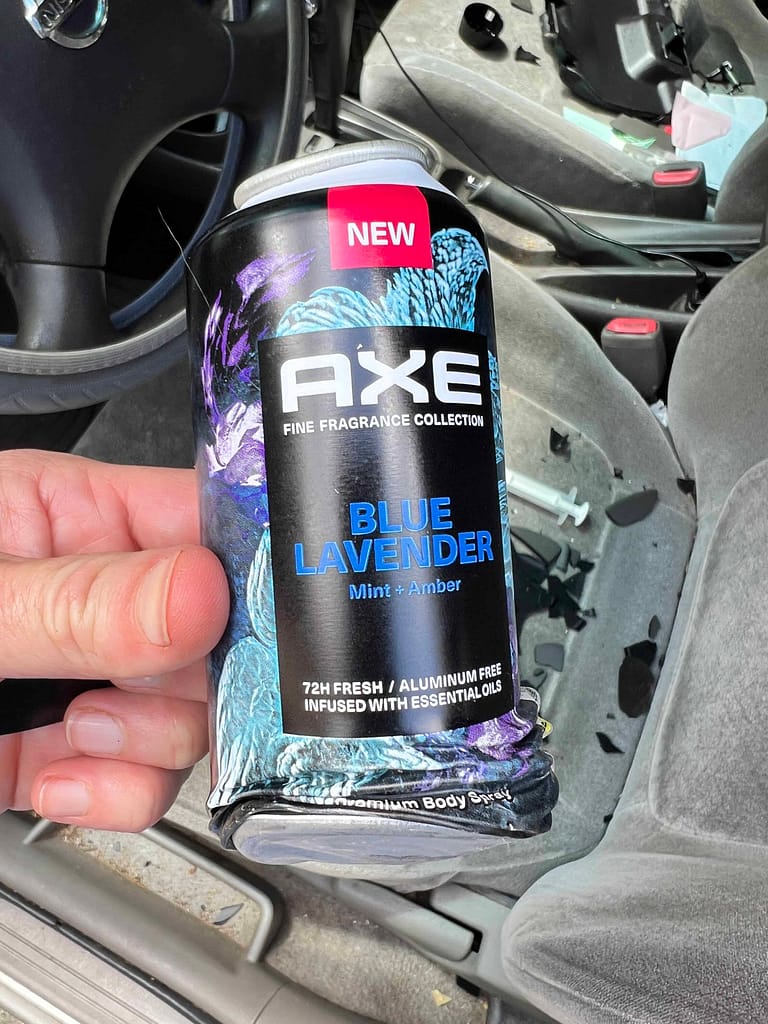 NEW
AXE
FINE FRAGRANCE COLLECTION
BLUE
LAVENDER
Mint + Amber
72H FRESH / ALUMINUM FREE
INFUSED WITH ESSENTIAL OILS
Premium Body Spray